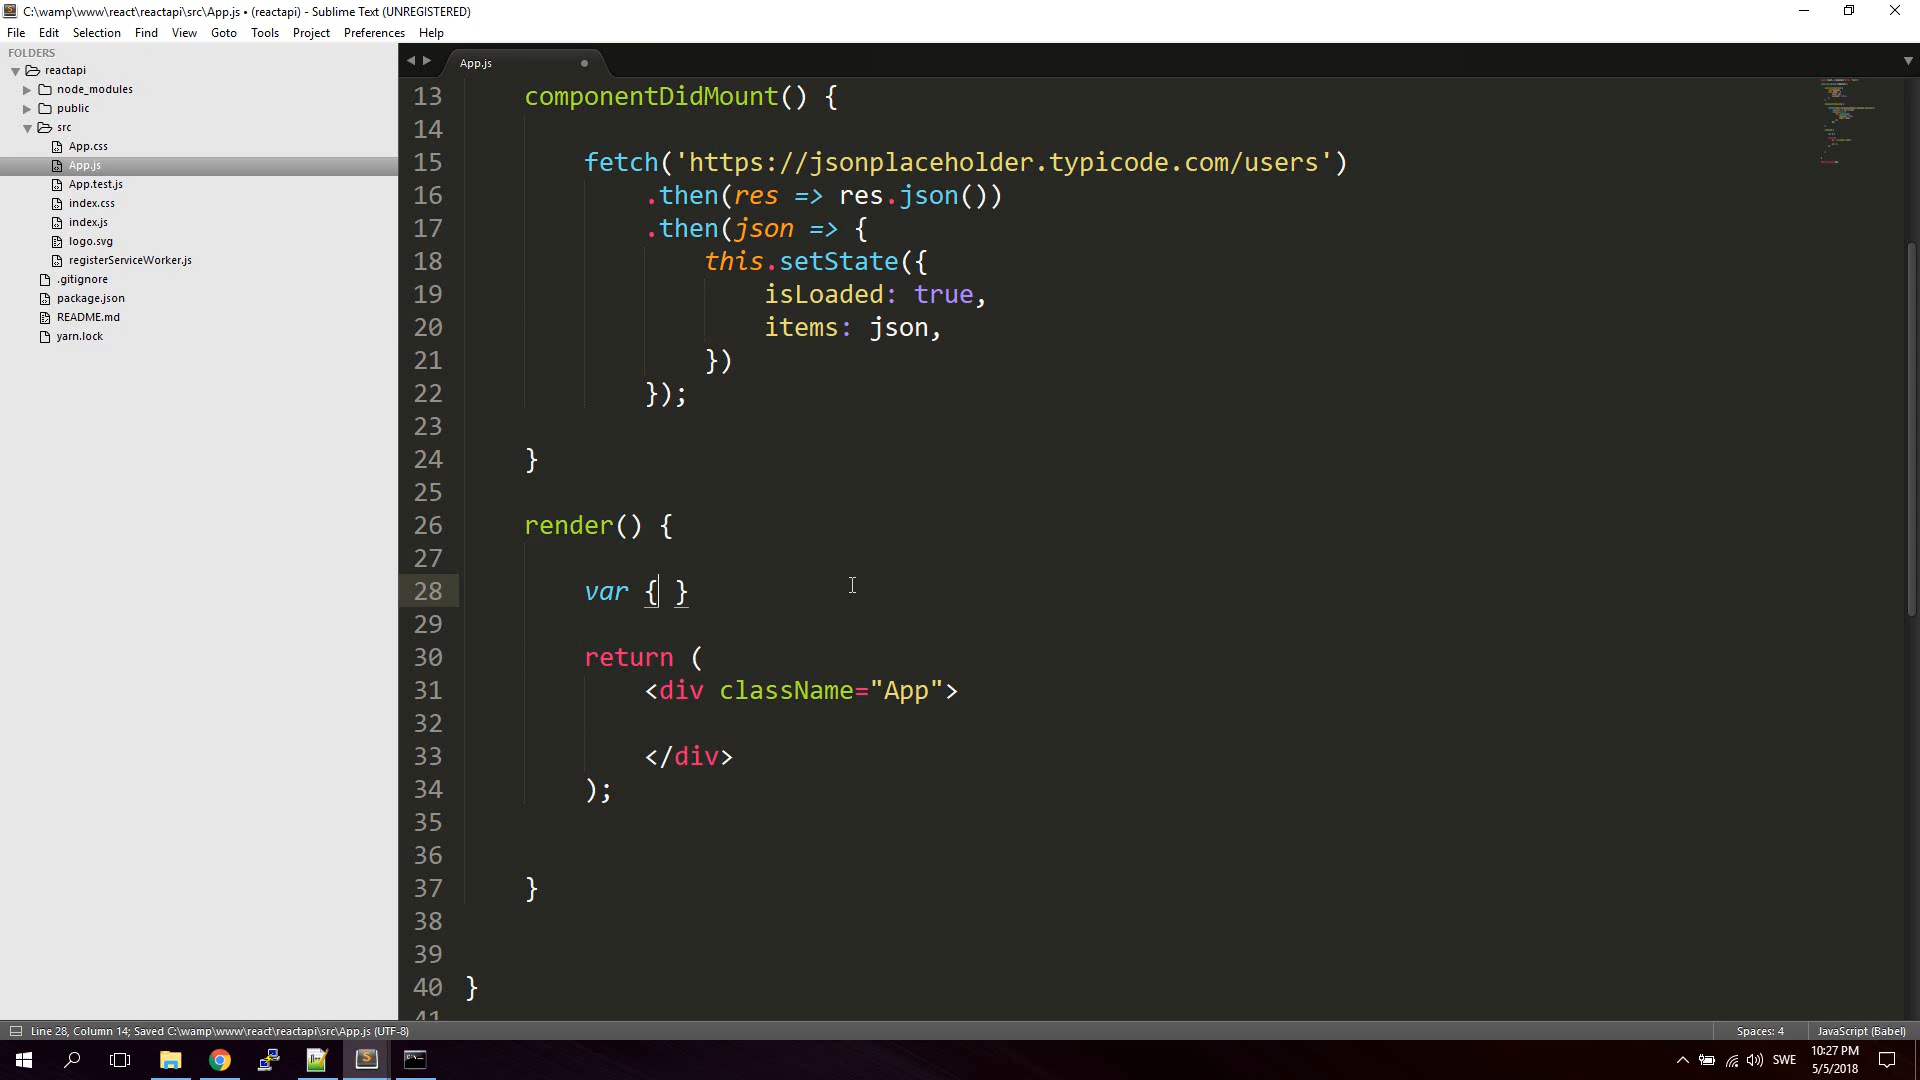 C:\wamp\www\react\reactapi\src\App.js • (reactapi) - Sublime Text (UNREGISTERED)
File Edit Selection Find View Goto Tools Project Preferences Help
FOLDERS
reactapi
node_modules
public
src
App.css
App.js
App.test.js
index.css
index.js
logo.svg
registerServiceWorker.js
.gitignore
package.json
README.md
yarn.lock
App.js
13 componentDidMount() {
14
15 fetch('https://jsonplaceholder.typicode.com/users')
16 .then(res => res.json())
17 .then(json => {
18 this.setState({
19 isLoaded: true,
20 items: json,
21 })
22 });
23
24 }
25
26 render() {
27
28 var { }
29
30 return (
31 <div className="App">
32
33 </div>
34 );
35
36
37 }
38
39
40 }
41
Line 28, Column 14; Saved C:\wamp\www\react\reactapi\src\App.js (UTF-8)
Spaces: 4
JavaScript (Babel)
SWE
10:27 PM
5/5/2018